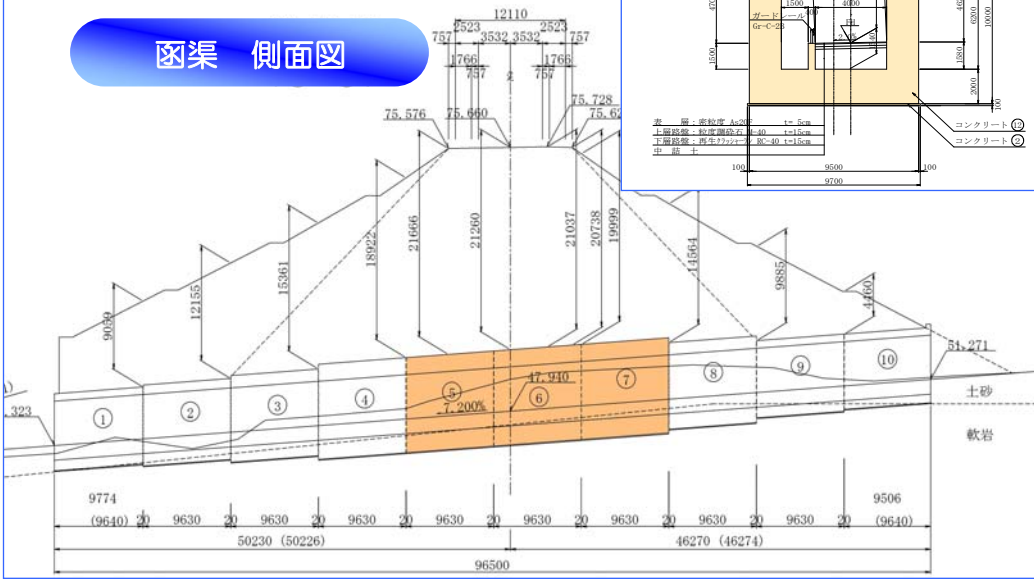 函渠 側面図
12110
2523 2523
757 3532 3532 757
1766 1766
757 757
℄
75.576 75.660 75.728
9059
12155
15361
18922
21666
21260
21037
20738
19999
14564
9885
4460
51.271
47.940
7.200%
.323
① ② ③ ④ ⑤ ⑥ ⑦ ⑧ ⑨ ⑩
土砂
軟岩
9774 9506
(9640) 20 9630 20 9630 20 9630 20 9630 20 9630 20 9630 20 9630 20 9630 20 (9640)
50230 (50226) 46270 (46274)
96500
1500 4000
ガードレール
Gr-C-2B
1500
6200
10000
1580
2000
100
表 層:密粒度 As20F t= 5cm
上層路盤:粒度調砕石 M-40 t=15cm
下層路盤:再生クラッシャーラン RC-40 t=15cm
中 詰 土
コンクリート ⑫
コンクリート ②
100 9500 100
9700